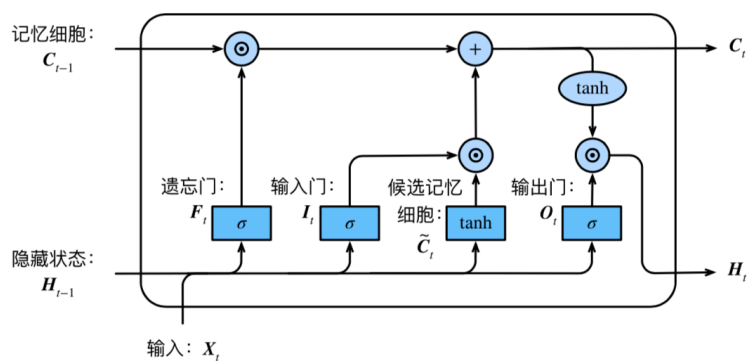 记忆细胞：
C_{t-1}
⊙
+
C_t
tanh
⊙
⊙
遗忘门：
F_t
σ
输入门：
I_t
σ
候选记忆
细胞：
C̃_t
tanh
输出门：
O_t
σ
隐藏状态：
H_{t-1}
H_t
输入：X_t